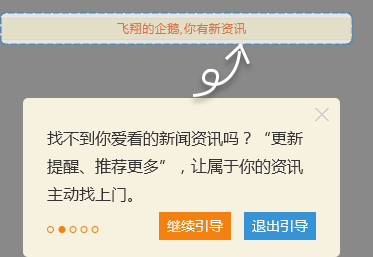 飞翔的企鹅,你有新资讯
找不到你爱看的新闻资讯吗？“更新
提醒、推荐更多”，让属于你的资讯
主动找上门。
继续引导 退出引导